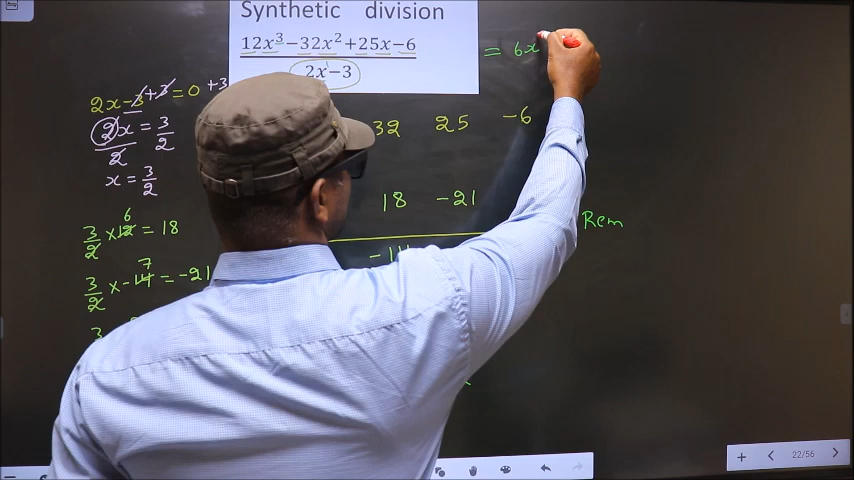 Synthetic division
12x³−32x²+25x−6
2x−3
= 6x
2x-3+3=0+3
2x = 3
2 2
x = 3/2
32 25 -6
18 -21
3/2 × 12 = 18
6
Rem
-14
3/2 × -14 = -21
7
3
22/56